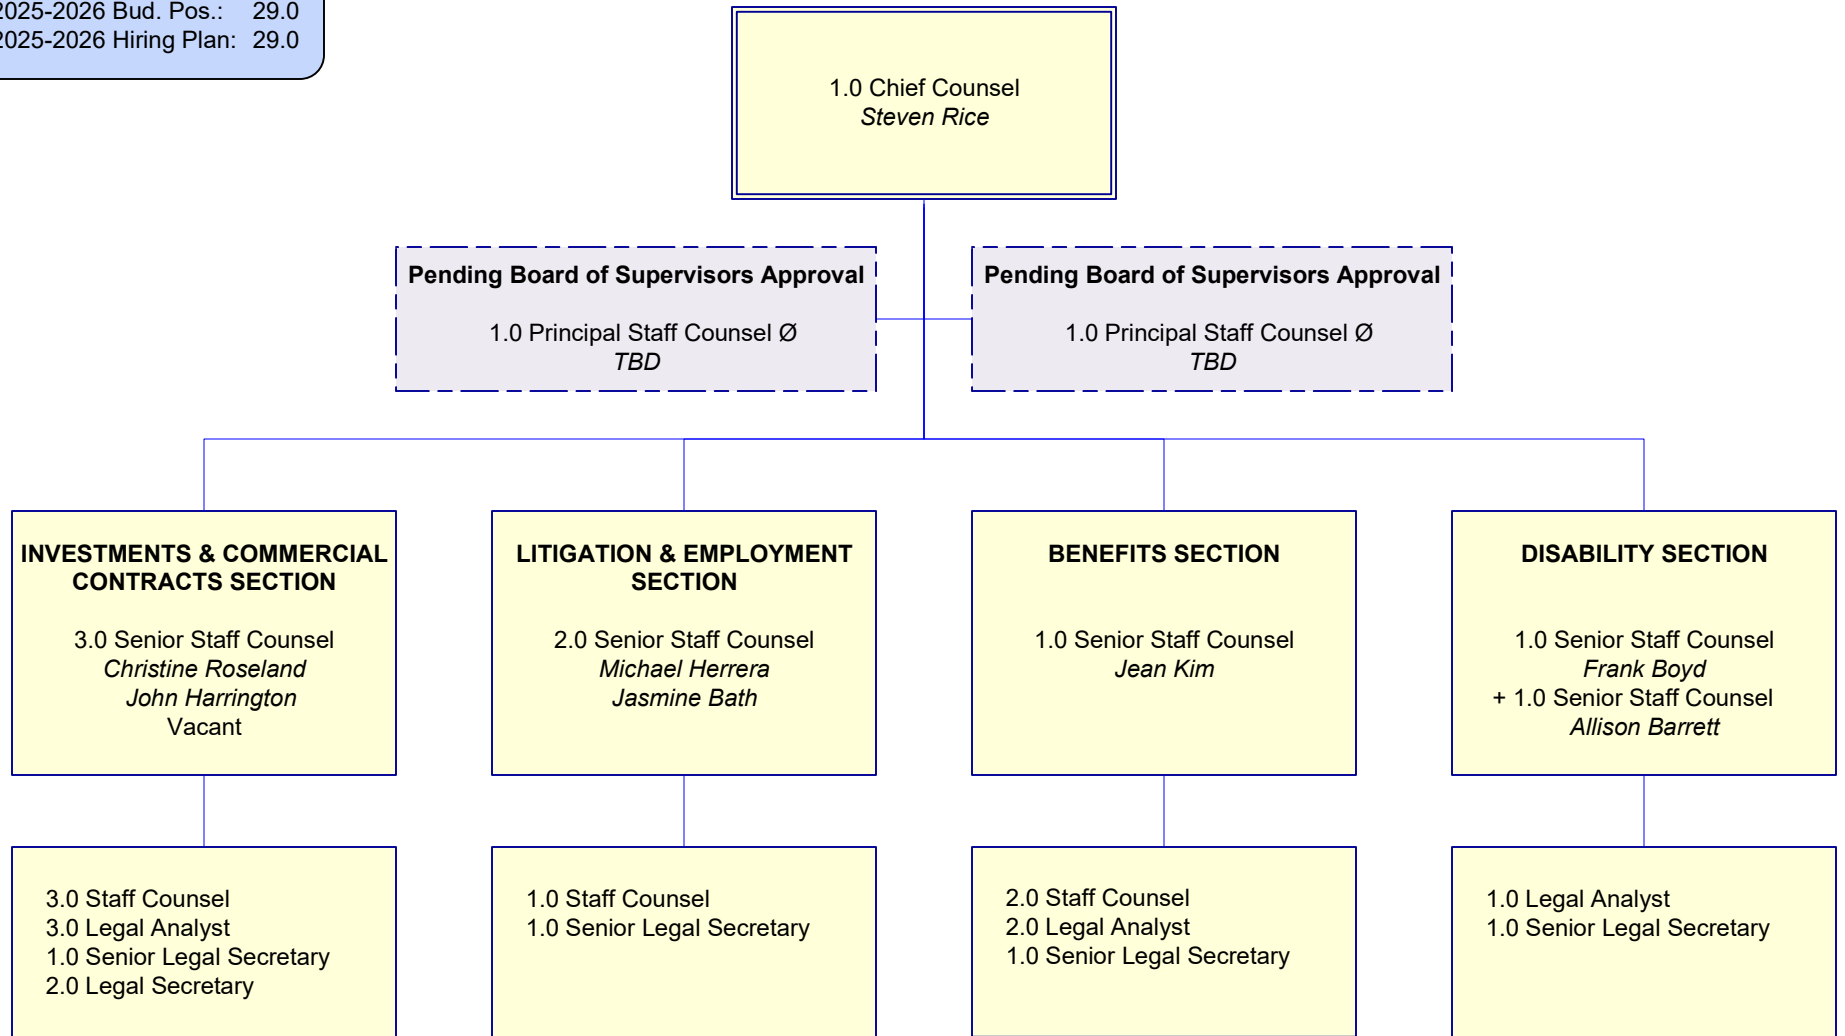 2025-2026 Bud. Pos.: 29.0
2025-2026 Hiring Plan: 29.0
1.0 Chief Counsel
Steven Rice
Pending Board of Supervisors Approval
1.0 Principal Staff Counsel Ø
TBD
Pending Board of Supervisors Approval
1.0 Principal Staff Counsel Ø
TBD
INVESTMENTS & COMMERCIAL
CONTRACTS SECTION
3.0 Senior Staff Counsel
Christine Roseland
John Harrington
Vacant
LITIGATION & EMPLOYMENT
SECTION
2.0 Senior Staff Counsel
Michael Herrera
Jasmine Bath
BENEFITS SECTION
1.0 Senior Staff Counsel
Jean Kim
DISABILITY SECTION
1.0 Senior Staff Counsel
Frank Boyd
+ 1.0 Senior Staff Counsel
Allison Barrett
3.0 Staff Counsel
3.0 Legal Analyst
1.0 Senior Legal Secretary
2.0 Legal Secretary
1.0 Staff Counsel
1.0 Senior Legal Secretary
2.0 Staff Counsel
2.0 Legal Analyst
1.0 Senior Legal Secretary
1.0 Legal Analyst
1.0 Senior Legal Secretary